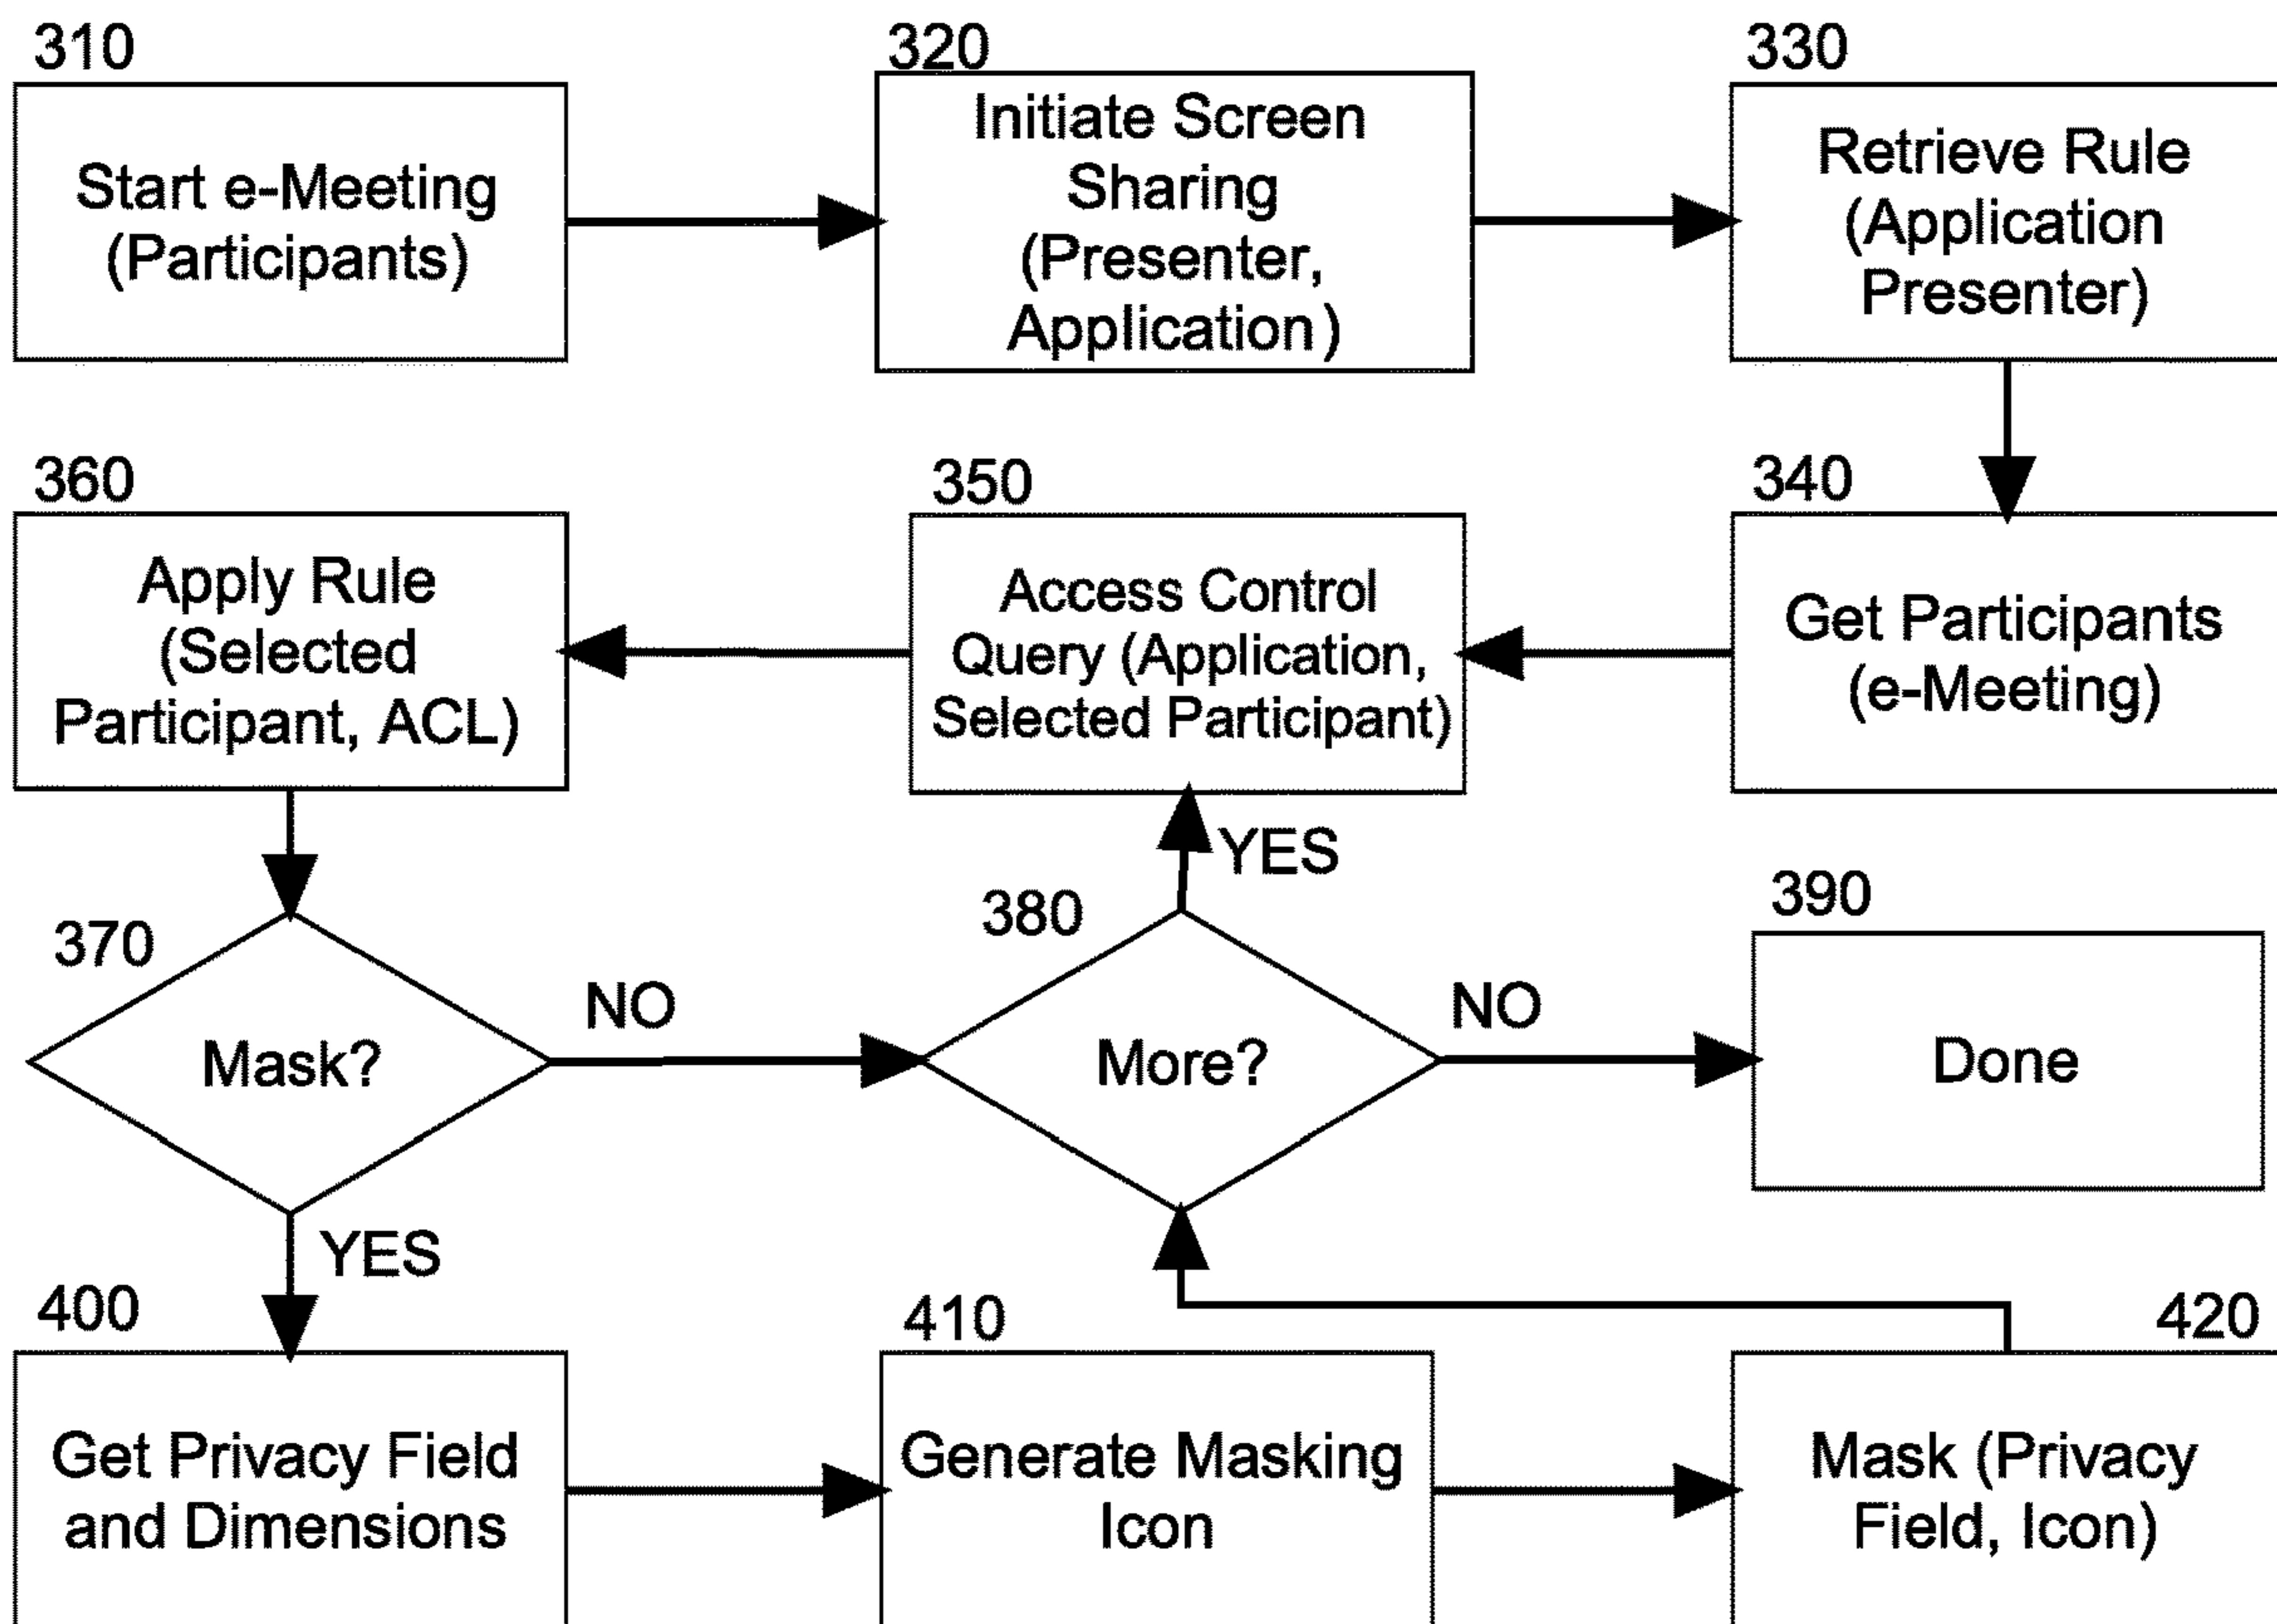 310
Start e-Meeting
(Participants)
320
Initiate Screen
Sharing
(Presenter,
Application)
330
Retrieve Rule
(Application
Presenter)
360
Apply Rule
(Selected
Participant, ACL)
350
Access Control
Query (Application,
Selected Participant)
340
Get Participants
(e-Meeting)
YES
370
Mask?
NO
380
More?
NO
390
Done
YES
400
Get Privacy Field
and Dimensions
410
Generate Masking
Icon
420
Mask (Privacy
Field, Icon)